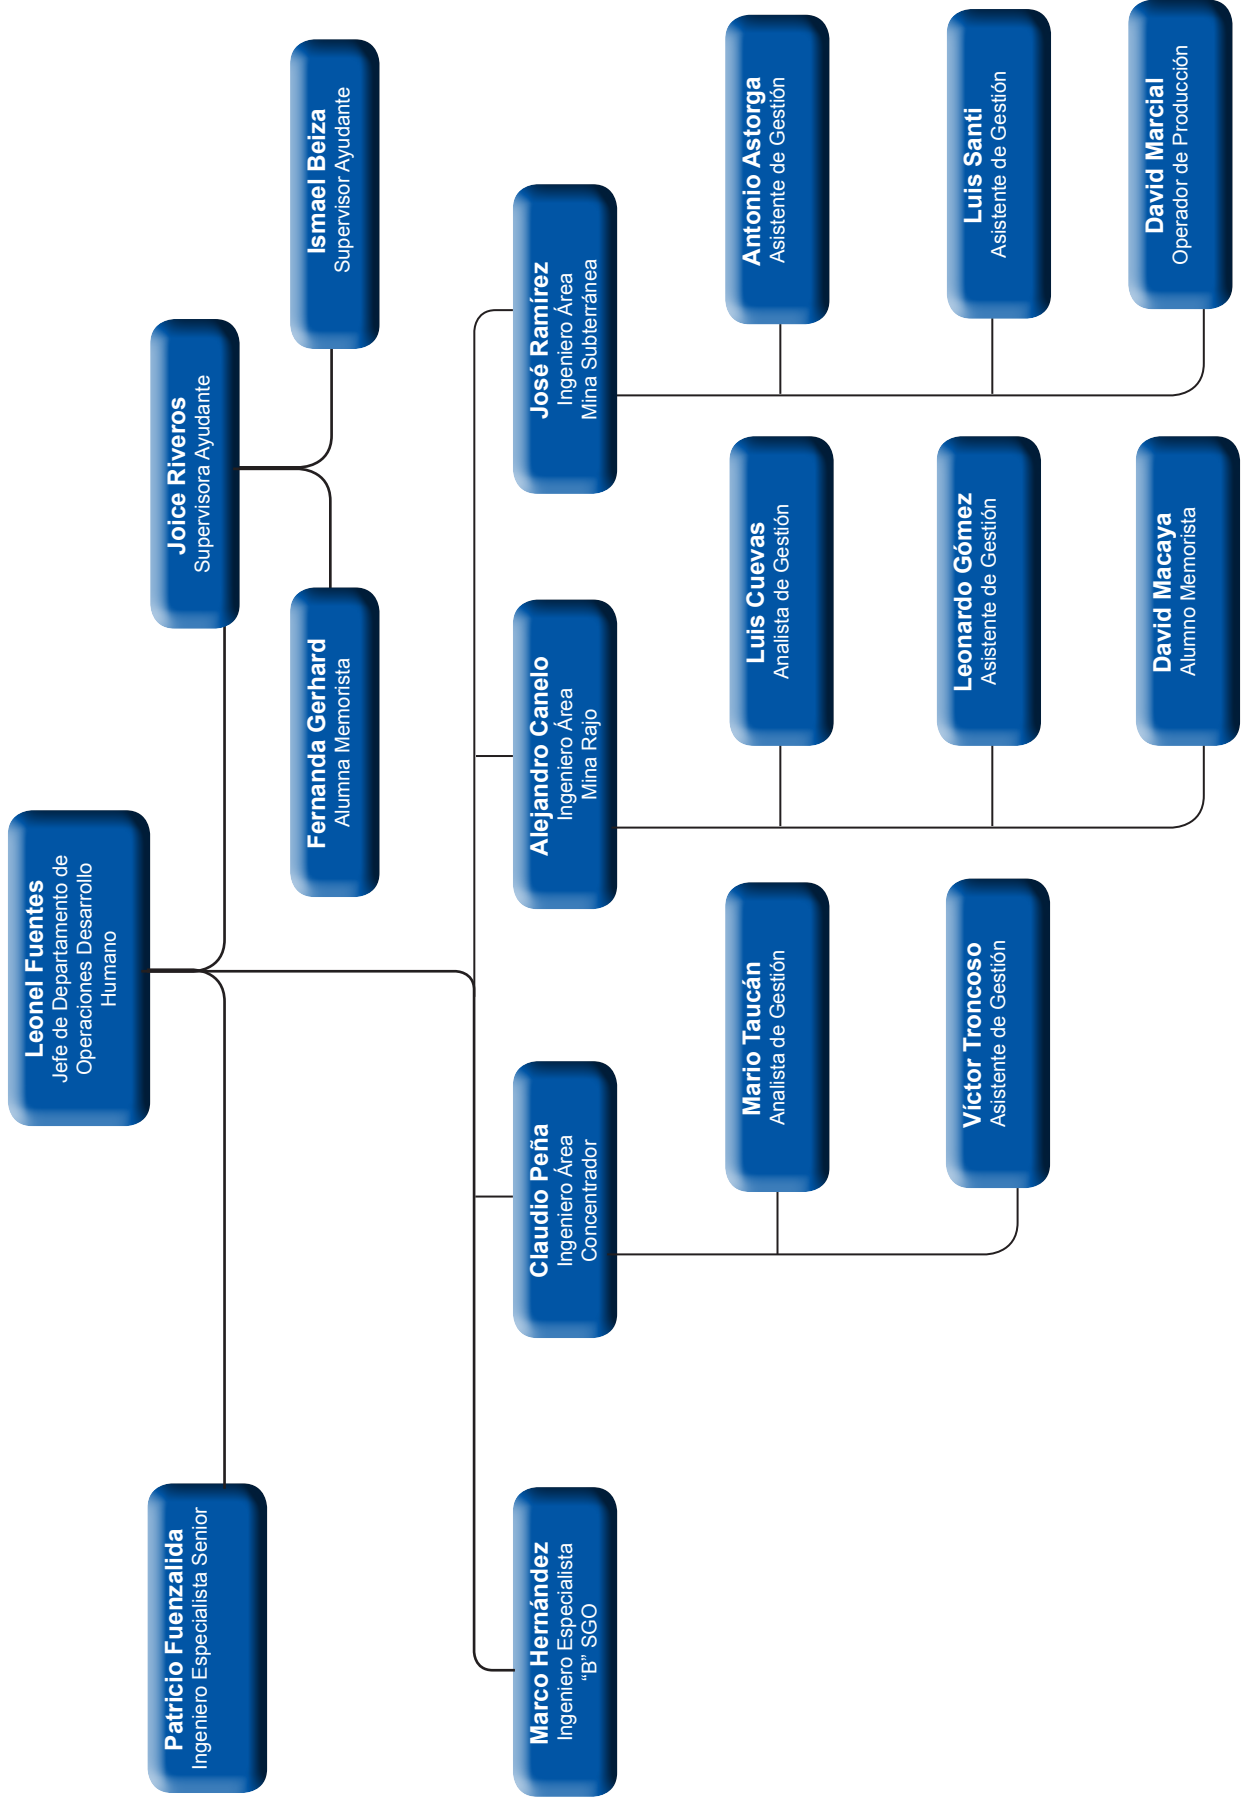 Leonel Fuentes
Jefe de Departamento de
Operaciones Desarrollo
Humano
Patricio Fuenzalida
Ingeniero Especialista Senior
Joice Riveros
Supervisora Ayudante
Fernanda Gerhard
Alumna Memorista
Ismael Beiza
Supervisor Ayudante
Marco Hernández
Ingeniero Especialista
“B” SGO
Claudio Peña
Ingeniero Área
Concentrador
Alejandro Canelo
Ingeniero Área
Mina Rajo
José Ramírez
Ingeniero Área
Mina Subterránea
Mario Taucán
Analista de Gestión
Luis Cuevas
Analista de Gestión
Antonio Astorga
Asistente de Gestión
Víctor Troncoso
Asistente de Gestión
Leonardo Gómez
Asistente de Gestión
Luis Santi
Asistente de Gestión
David Macaya
Alumno Memorista
David Marcial
Operador de Producción